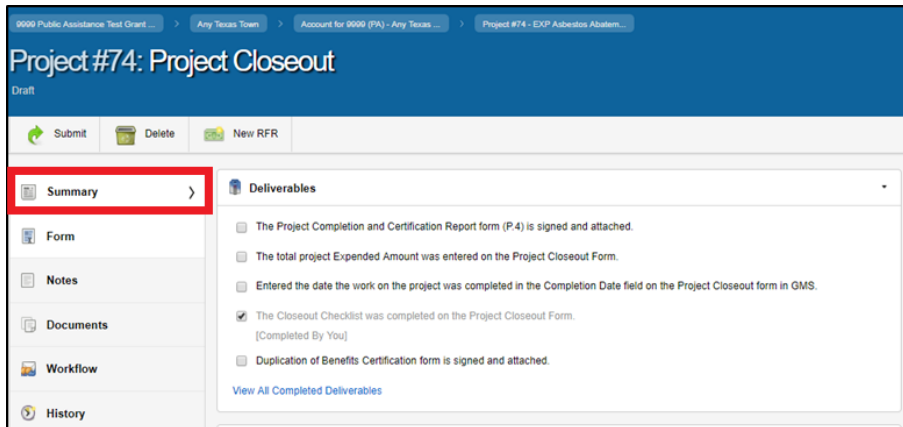 9999 Public Assistance Test Grant ... > Any Texas Town > Account for 9999 (PA) - Any Texas ... > Project #74 - EXP Asbestos Abatem...
Project #74: Project Closeout
Draft
Submit Delete New RFR
Summary
Deliverables
The Project Completion and Certification Report form (P.4) is signed and attached.
Form
The total project Expended Amount was entered on the Project Closeout Form.
Notes
Entered the date the work on the project was completed in the Completion Date field on the Project Closeout form in GMS.
Documents
The Closeout Checklist was completed on the Project Closeout Form.
[Completed By You]
Workflow
Duplication of Benefits Certification form is signed and attached.
View All Completed Deliverables
History